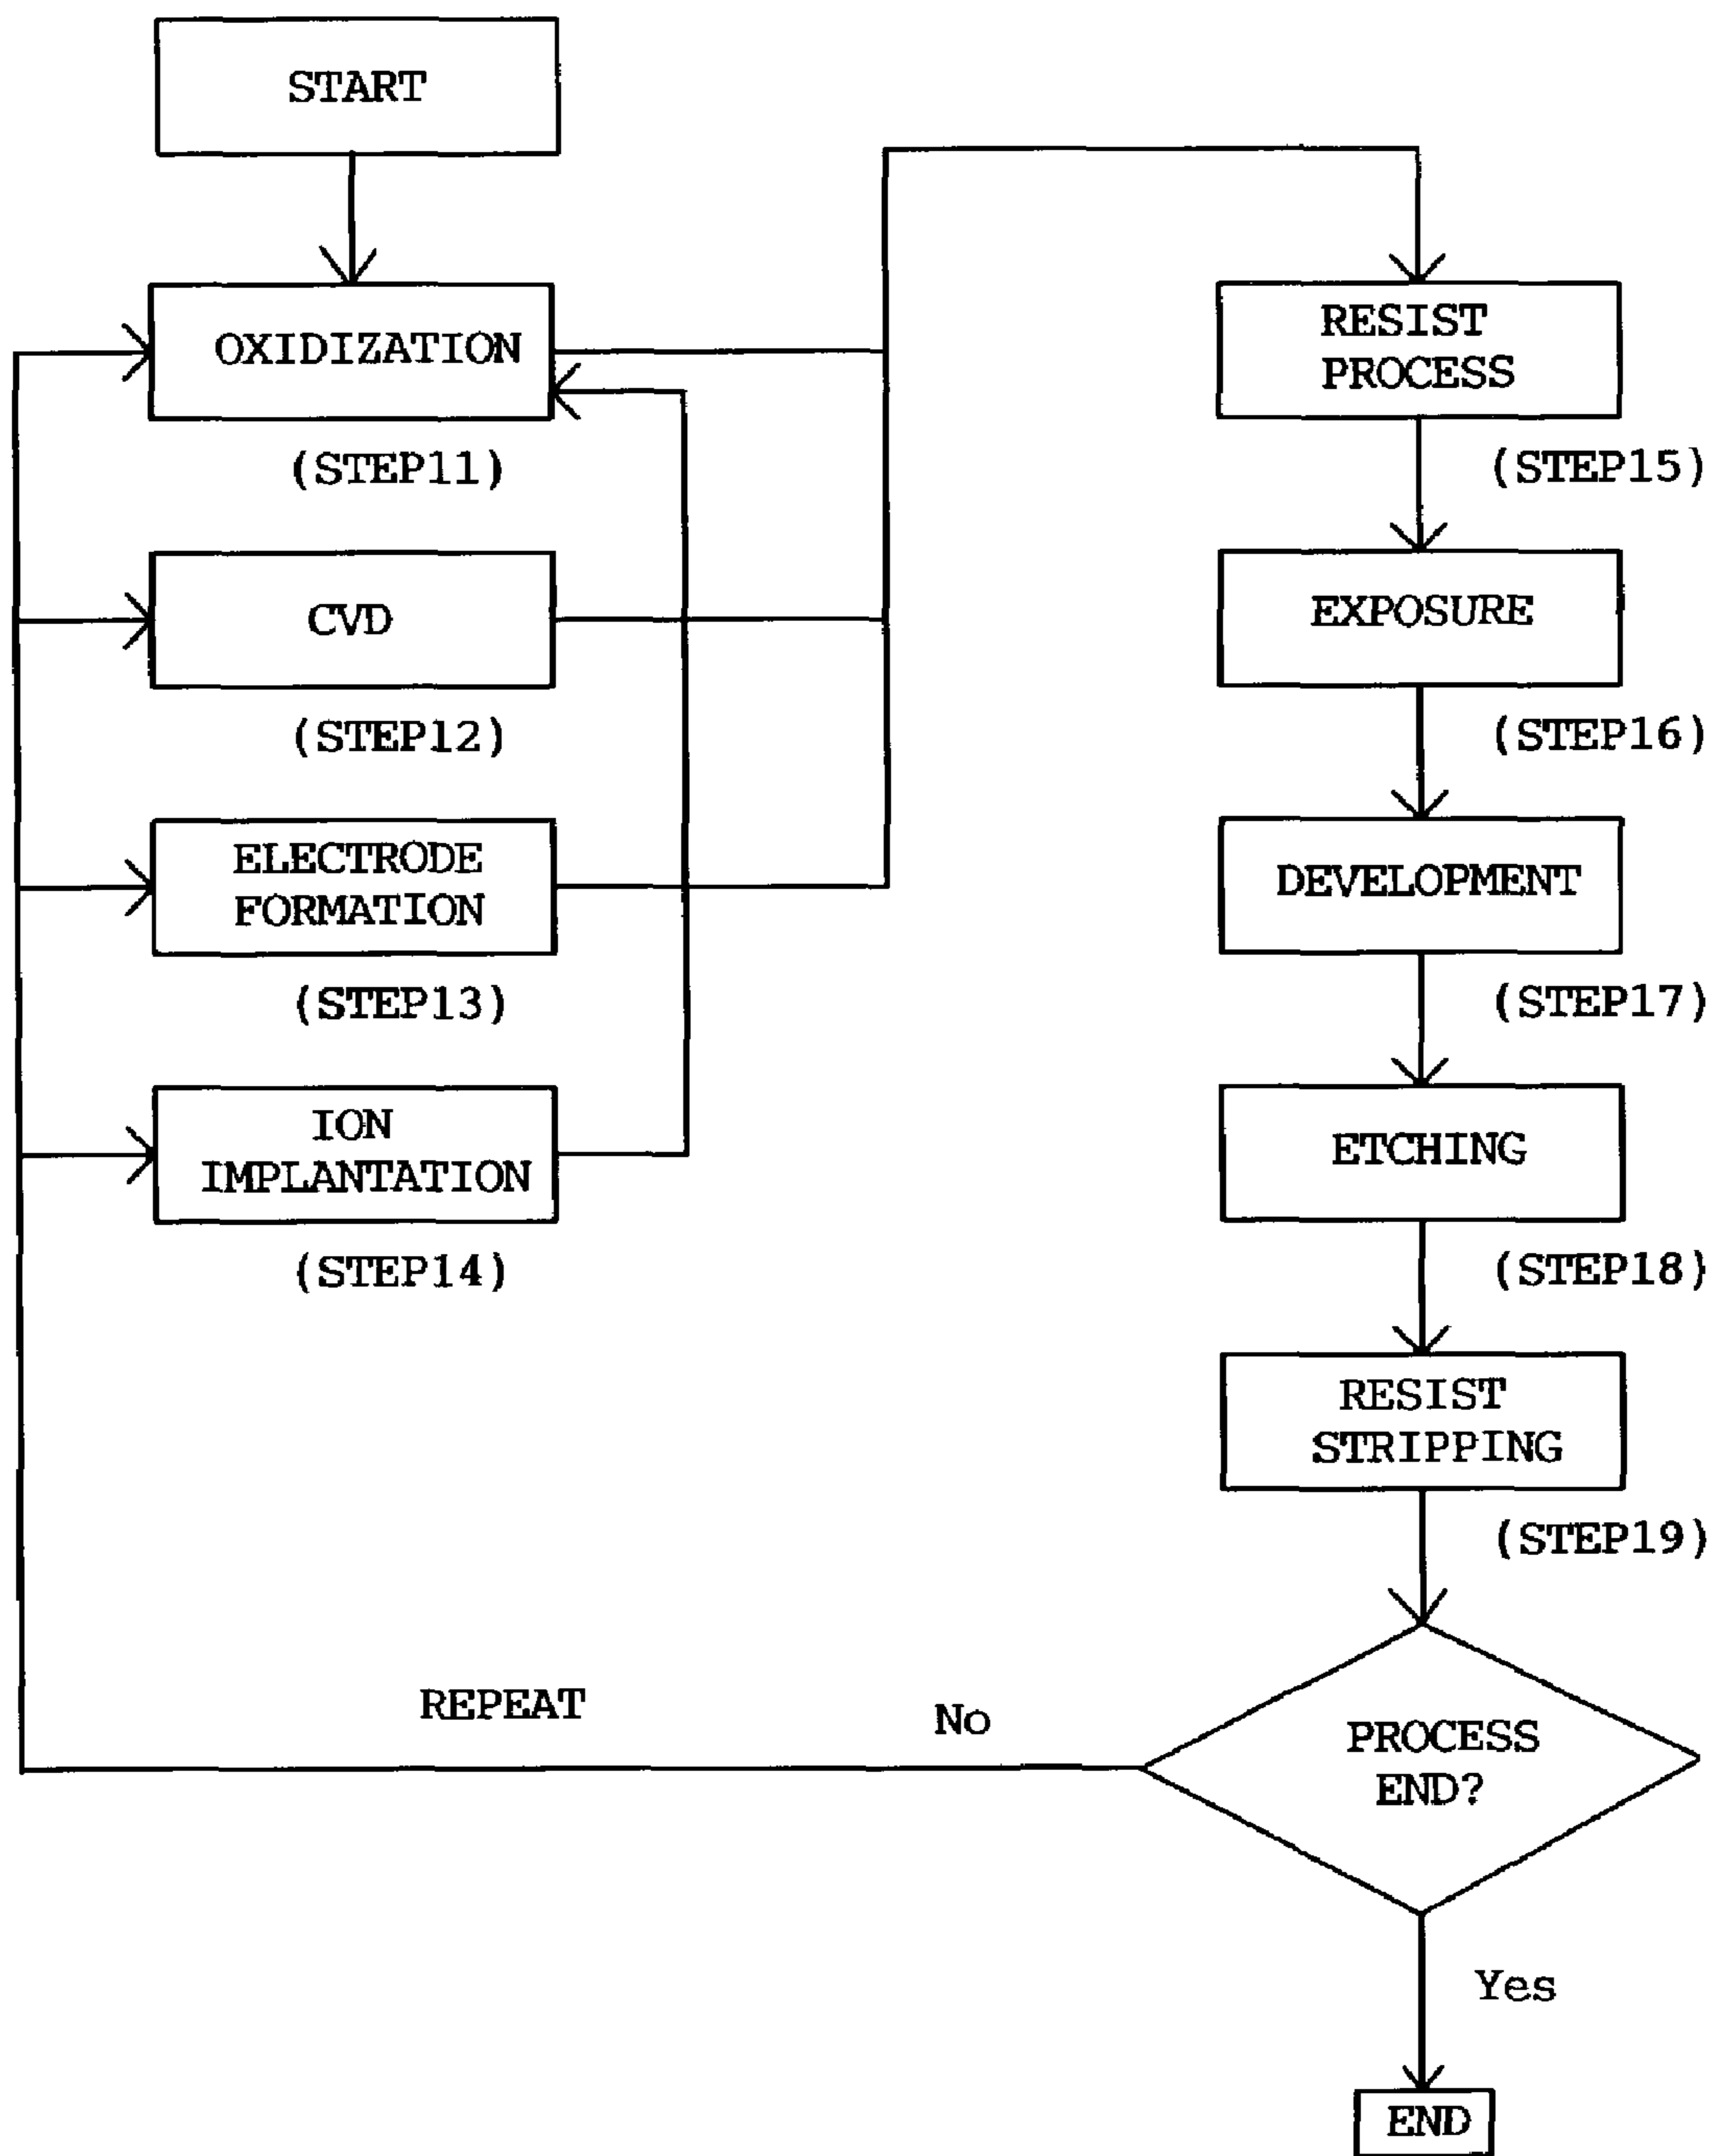 START
OXIDIZATION
(STEP11)
CVD
(STEP12)
ELECTRODE
FORMATION
(STEP13)
ION
IMPLANTATION
(STEP14)
RESIST
PROCESS
(STEP15)
EXPOSURE
(STEP16)
DEVELOPMENT
(STEP17)
ETCHING
(STEP18)
RESIST
STRIPPING
(STEP19)
PROCESS
END?
No
REPEAT
Yes
END